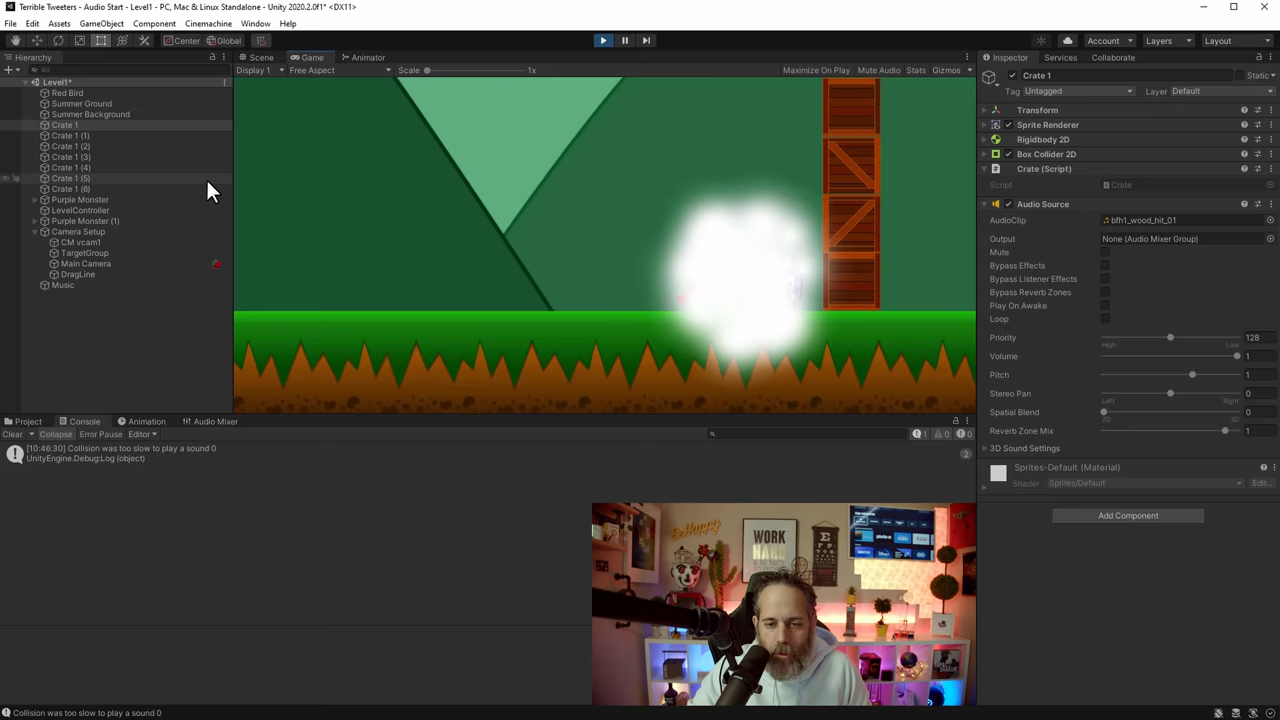 Terrible Tweeters - Audio Start - Level1 - PC, Mac & Linux Standalone - Unity 2020.2.0f1* <DX11>
File Edit Assets GameObject Component Cinemachine Window Help
Center Global Account Layers Layout
Hierarchy Scene Game Animator Inspector Services Collaborate
All Display 1 Free Aspect Scale 1x Maximize On Play Mute Audio Stats Gizmos
Level1*
Red Bird
Summer Ground
Summer Background
Crate 1
Crate 1 (1)
Crate 1 (2)
Crate 1 (3)
Crate 1 (4)
Crate 1 (5)
Crate 1 (6)
Purple Monster
LevelController
Purple Monster (1)
Camera Setup
CM vcam1
TargetGroup
Main Camera
DragLine
Music
Crate 1 Static
Tag Untagged Layer Default
Transform
Sprite Renderer
Rigidbody 2D
Box Collider 2D
Crate (Script)
Script Crate
Audio Source
AudioClip bfh1_wood_hit_01
Output None (Audio Mixer Group)
Mute
Bypass Effects
Bypass Listener Effects
Bypass Reverb Zones
Play On Awake
Loop
Priority 128
High Low
Volume 1
Pitch 1
Stereo Pan 0
Left Right
Spatial Blend 0
2D 3D
Reverb Zone Mix 1
3D Sound Settings
Sprites-Default (Material)
Shader Sprites/Default Edit...
Add Component
Project Console Animation Audio Mixer
Clear Collapse Error Pause Editor 1 0 0
[10:46:30] Collision was too slow to play a sound 0
UnityEngine.Debug:Log (object)
2
Be Happy
WORK
HARD
Collision was too slow to play a sound 0